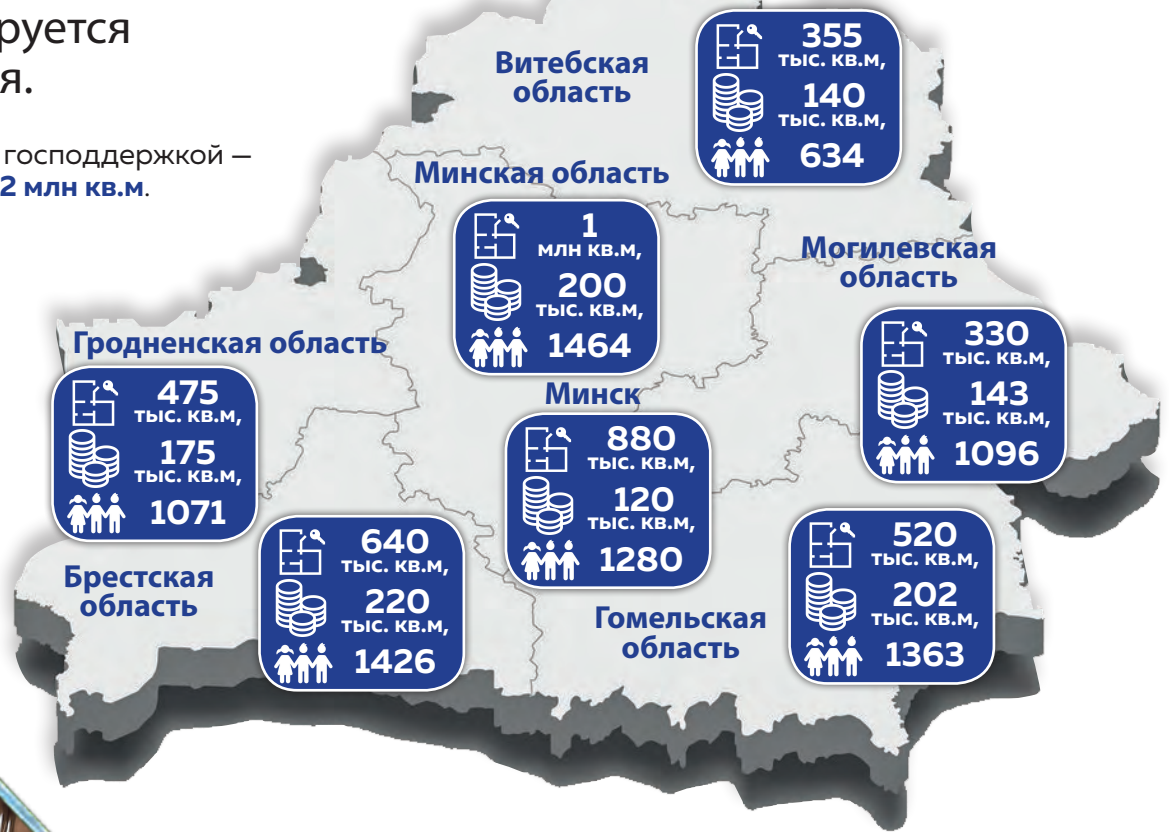 руется
я.
господдержкой —
2 млн кв.м.
Витебская
область
355
тыс. кв.м,
140
тыс. кв.м,
634
Минская область
1
млн кв.м,
200
тыс. кв.м,
1464
Могилевская
область
330
тыс. кв.м,
143
тыс. кв.м,
1096
Гродненская область
475
тыс. кв.м,
175
тыс. кв.м,
1071
Минск
880
тыс. кв.м,
120
тыс. кв.м,
1280
Брестская
область
640
тыс. кв.м,
220
тыс. кв.м,
1426
Гомельская
область
520
тыс. кв.м,
202
тыс. кв.м,
1363